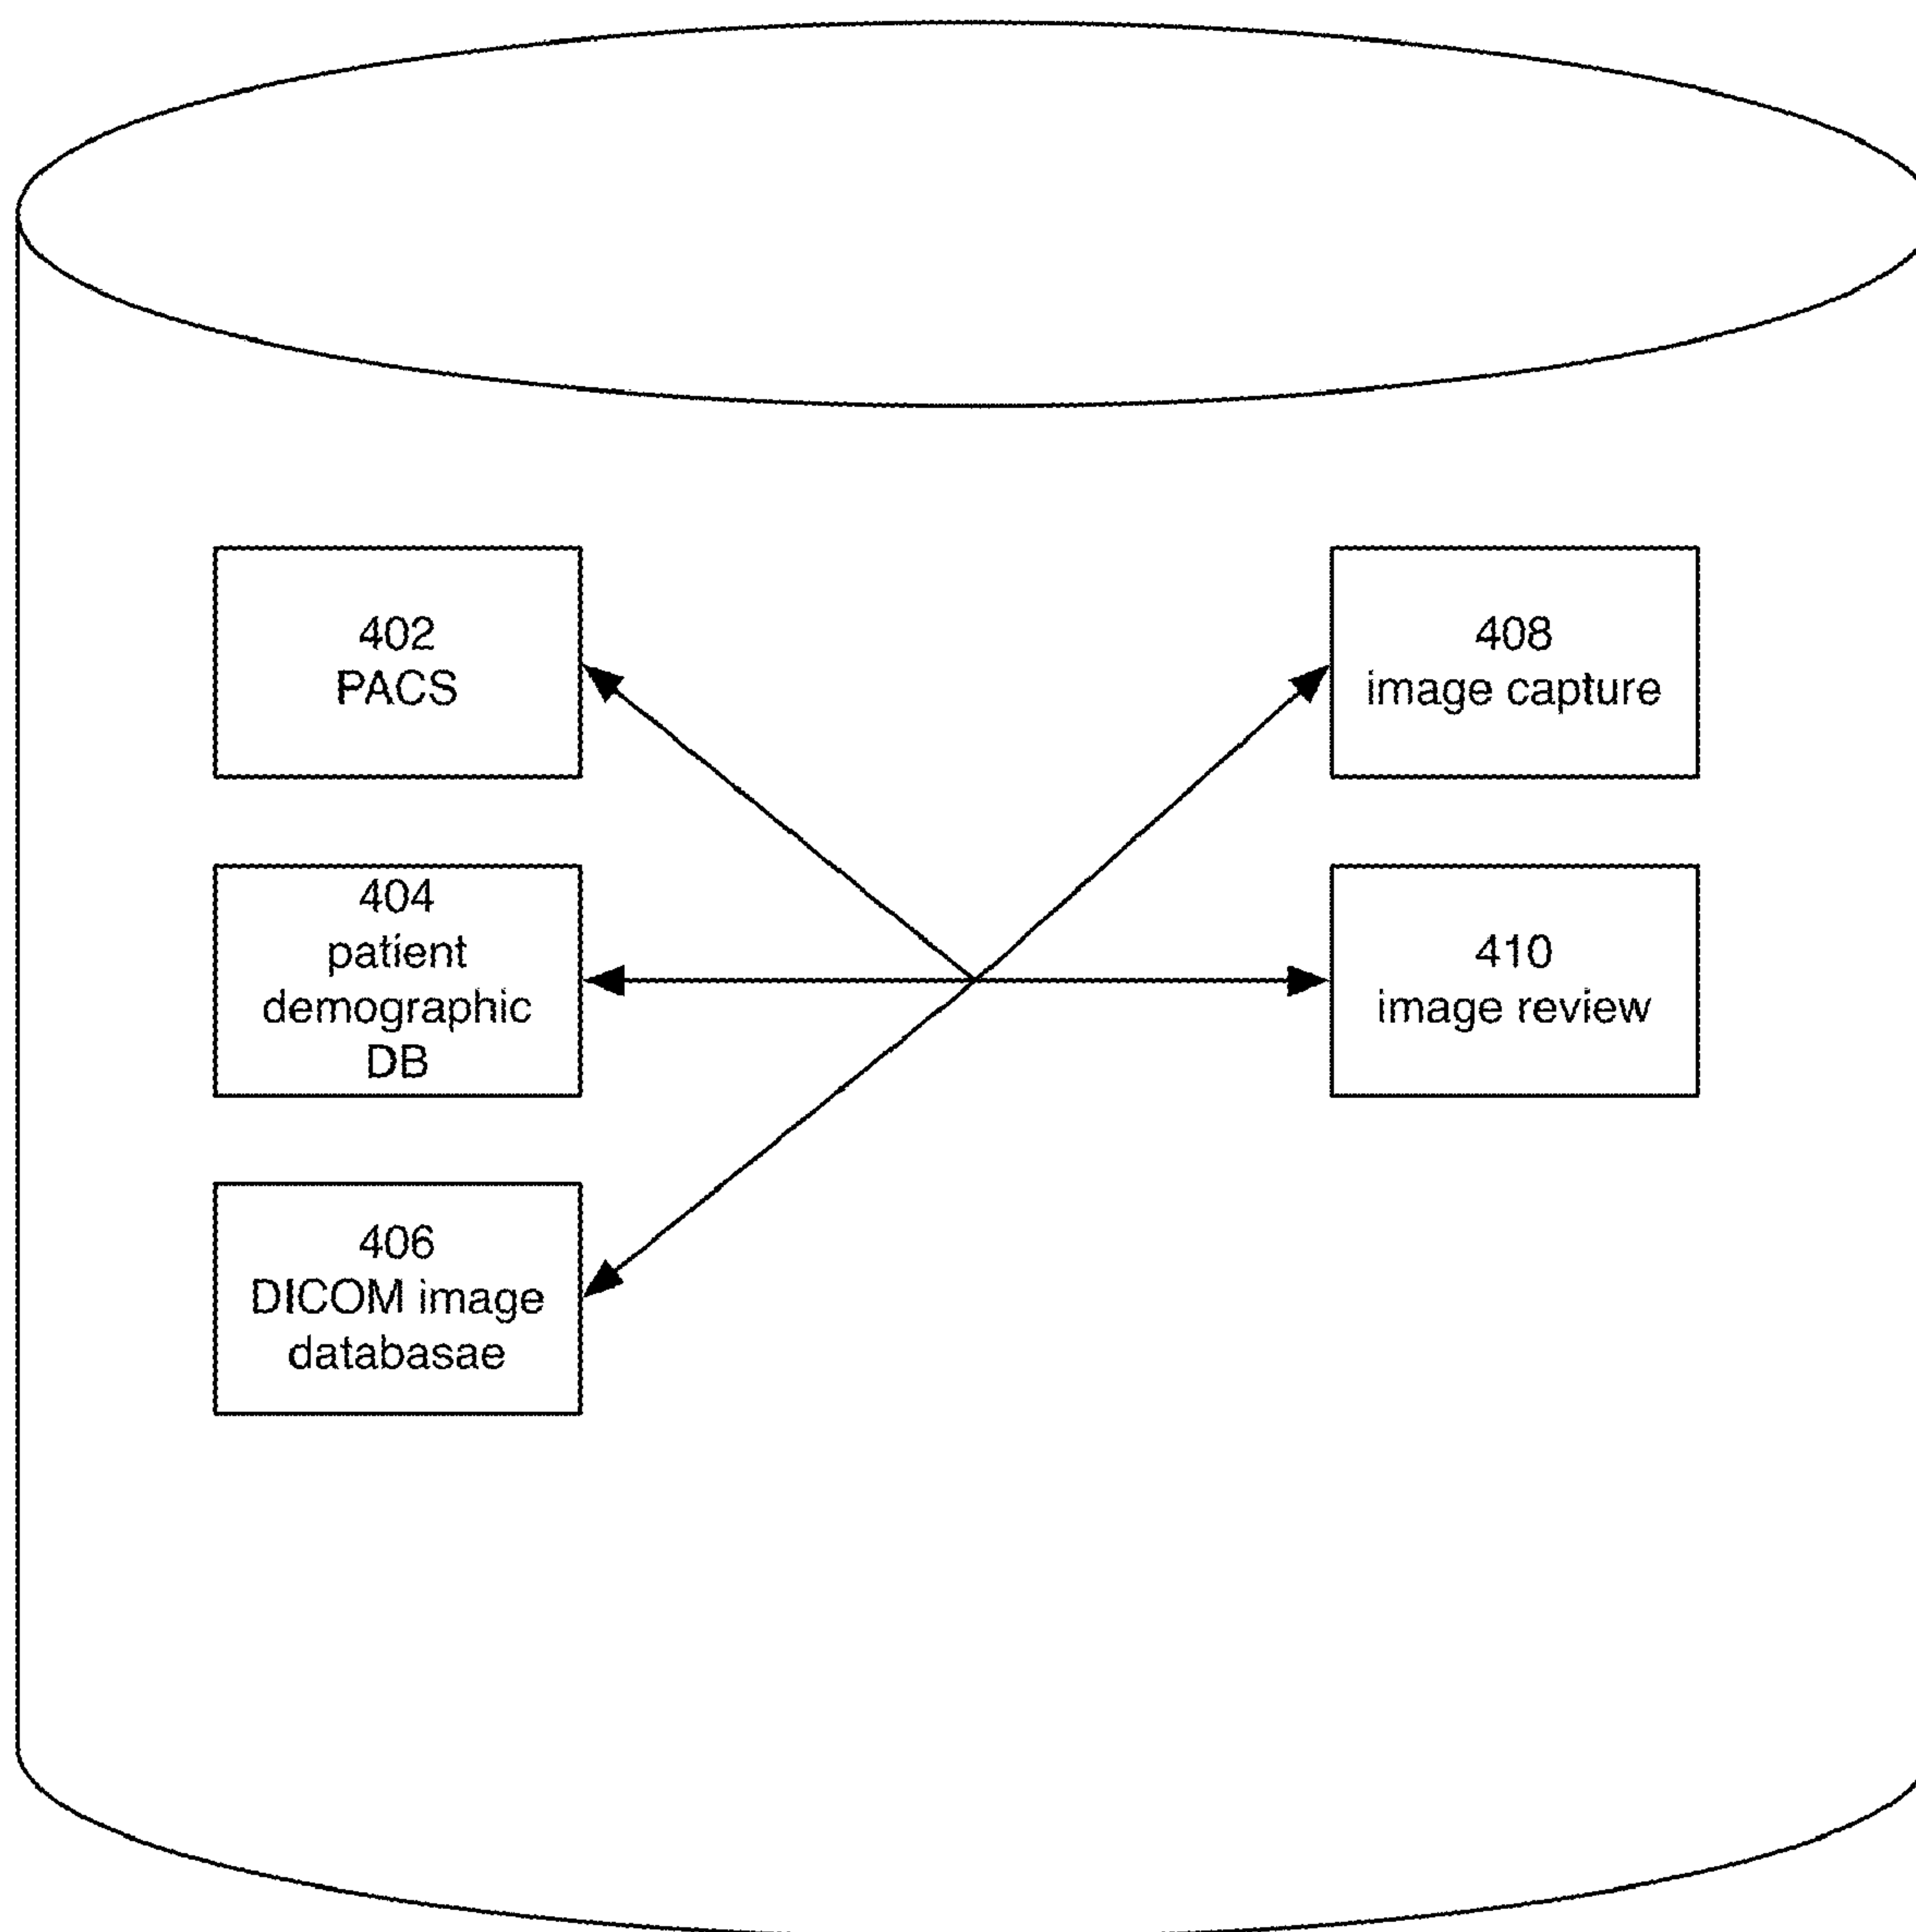 402
PACS
404
patient
demographic
DB
406
DICOM image
databasae
408
image capture
410
image review